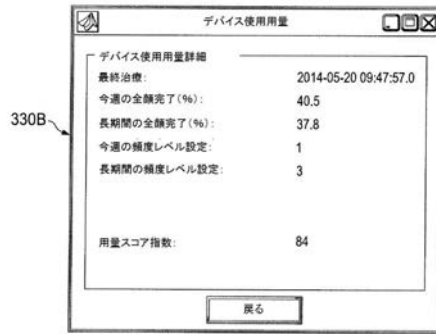 デバイス使用用量
デバイス使用用量詳細
最終治療: 2014-05-20 09:47:57.0
今週の全顔完了(%): 40.5
長期間の全顔完了(%): 37.8
今週の頻度レベル設定: 1
長期間の頻度レベル設定: 3
330B
用量スコア指数: 84
戻る